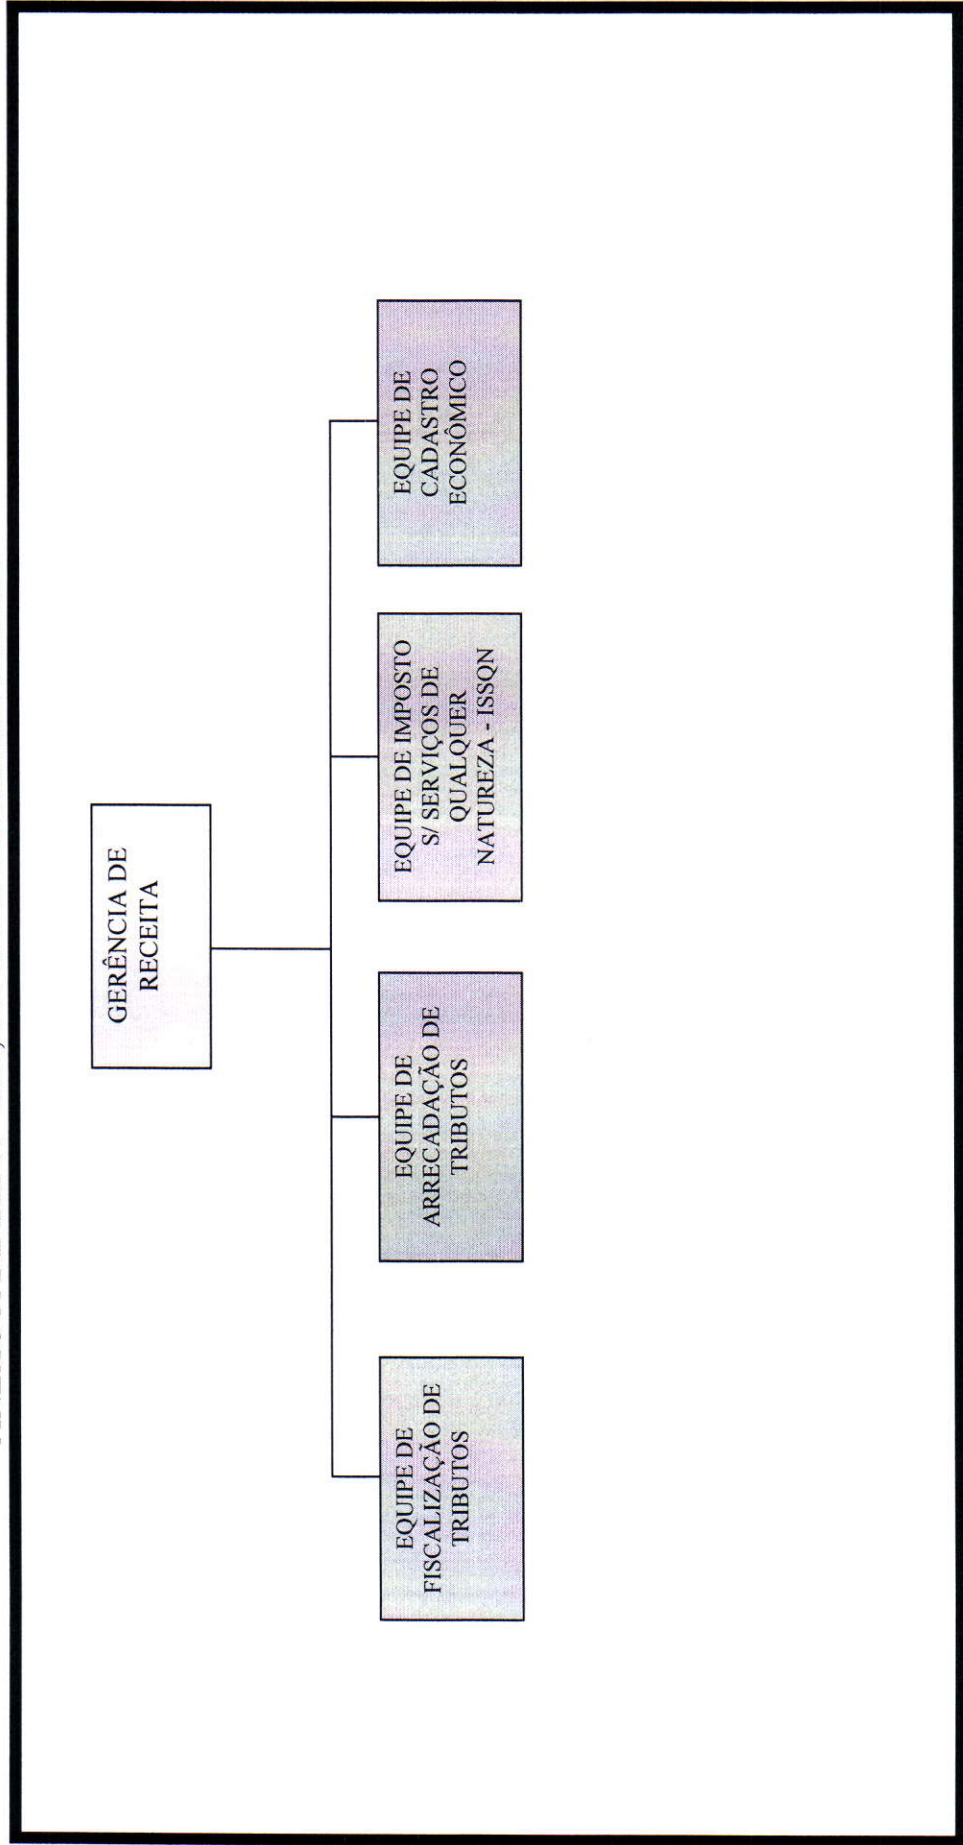 GERÊNCIA DE
RECEITA
EQUIPE DE
FISCALIZAÇÃO DE
TRIBUTOS
EQUIPE DE
ARRECADAÇÃO DE
TRIBUTOS
EQUIPE DE IMPOSTO
S/ SERVIÇOS DE
QUALQUER
NATUREZA - ISSQN
EQUIPE DE
CADASTRO
ECONÔMICO